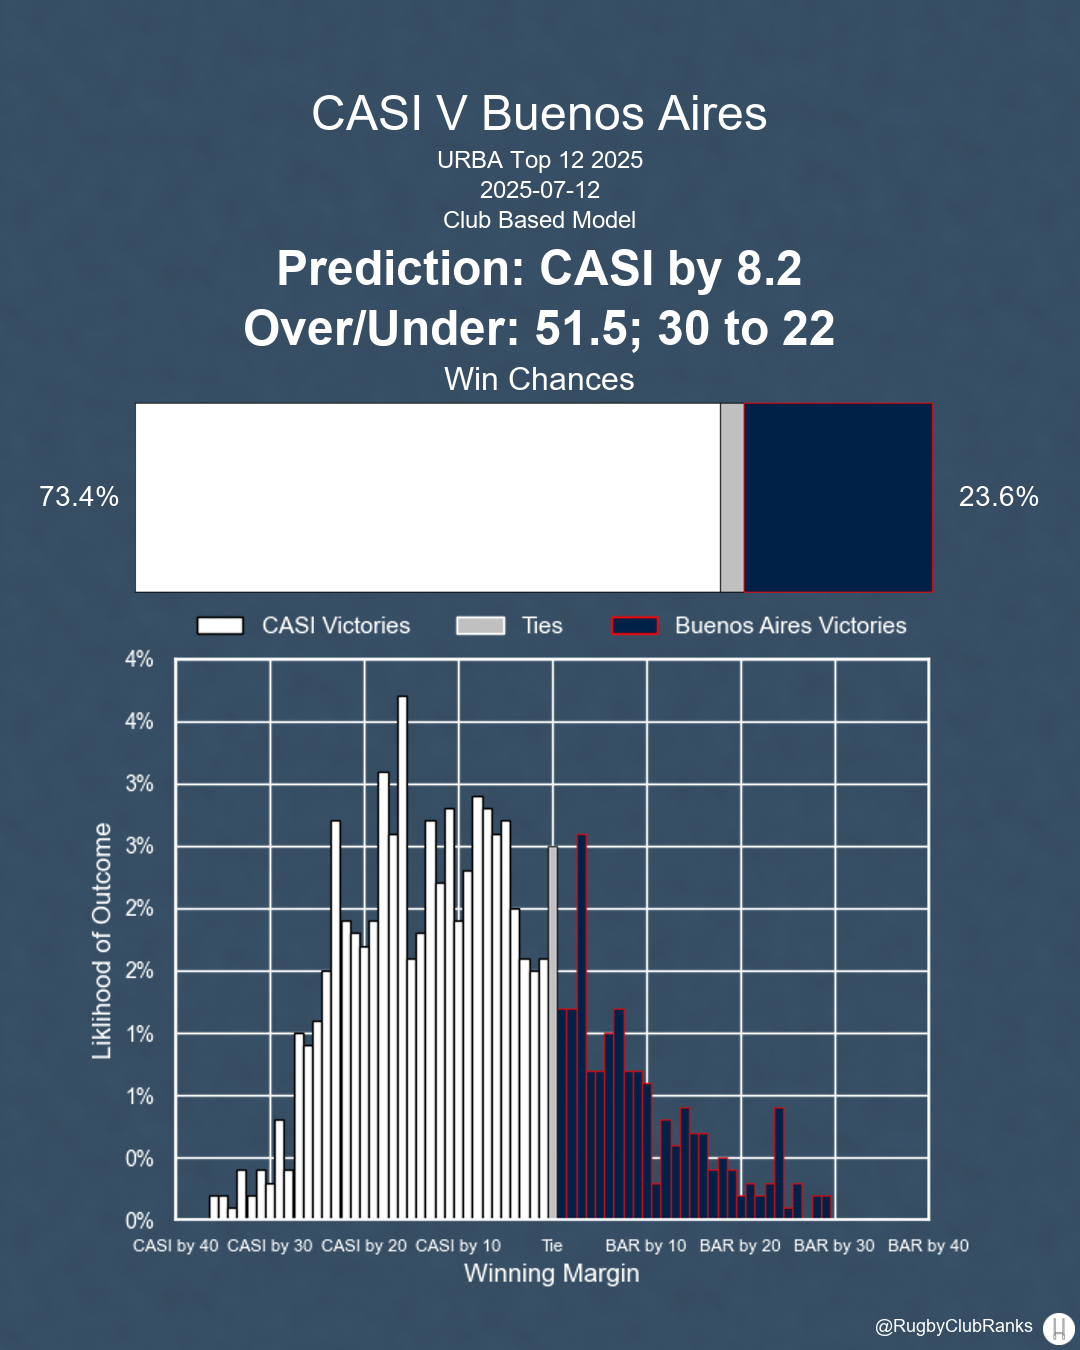 CASI V Buenos Aires
URBA Top 12 2025
2025-07-12
Club Based Model
Prediction: CASI by 8.2
Over/Under: 51.5; 30 to 22
Win Chances
73.4%
23.6%
CASI Victories
Ties
Buenos Aires Victories
4%
4%
3%
3%
2%
2%
1%
1%
0%
0%
Liklihood of Outcome
CASI by 40
CASI by 30
CASI by 20
CASI by 10
Tie
BAR by 10
BAR by 20
BAR by 30
BAR by 40
Winning Margin
@RugbyClubRanks